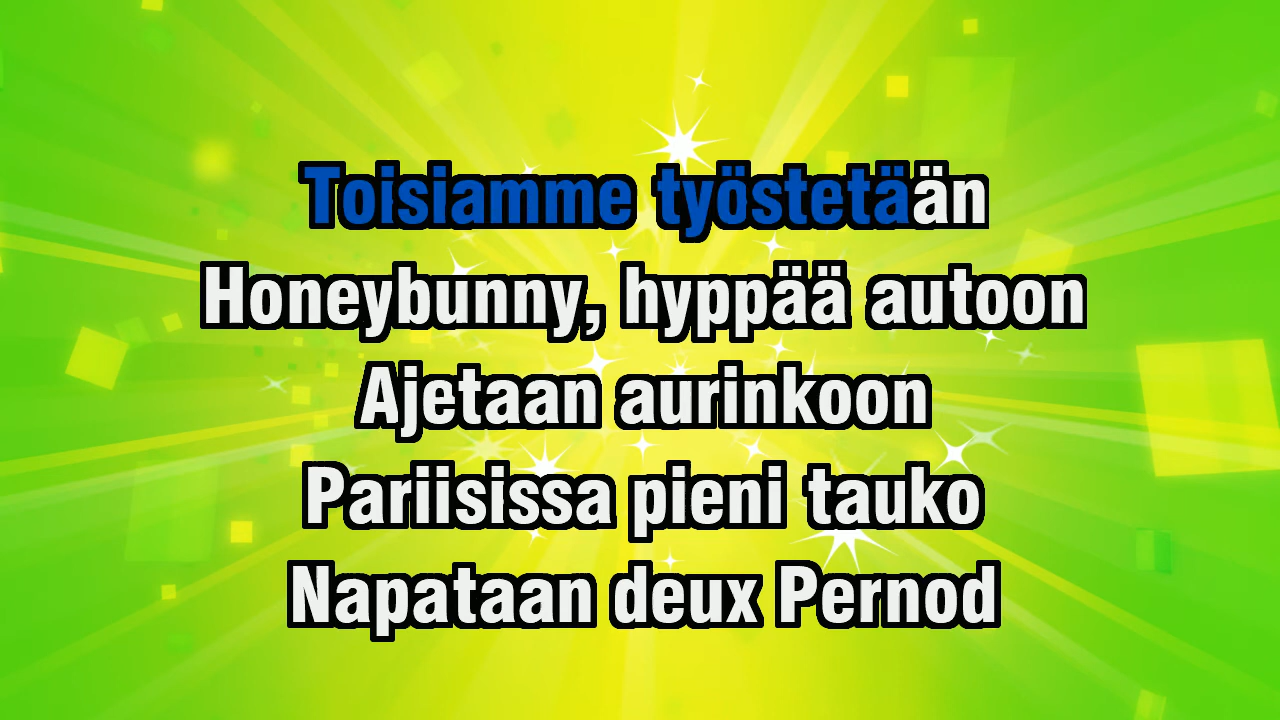 Toisiamme työstetään
Honeybunny, hyppää autoon
Ajetaan aurinkoon
Pariisissa pieni tauko
Napataan deux Pernod